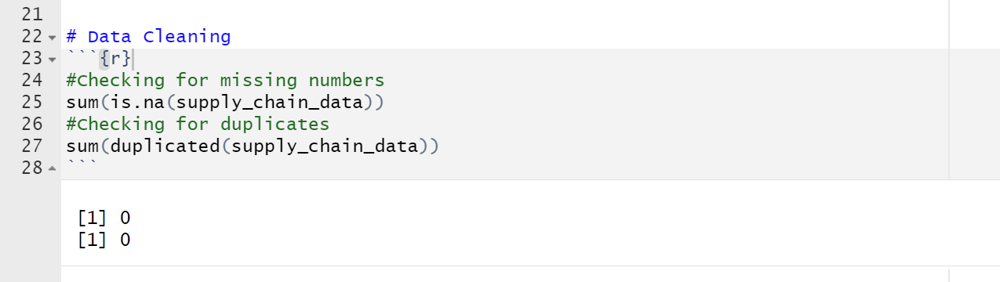 21
22 # Data Cleaning
23 ```{r}
24 #Checking for missing numbers
25 sum(is.na(supply_chain_data))
26 #Checking for duplicates
27 sum(duplicated(supply_chain_data))
28 ```
[1] 0
[1] 0